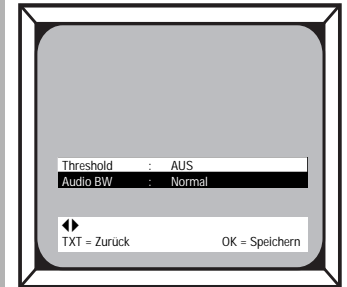 Threshold : AUS
Audio BW : Normal
TXT = Zurück OK = Speichern